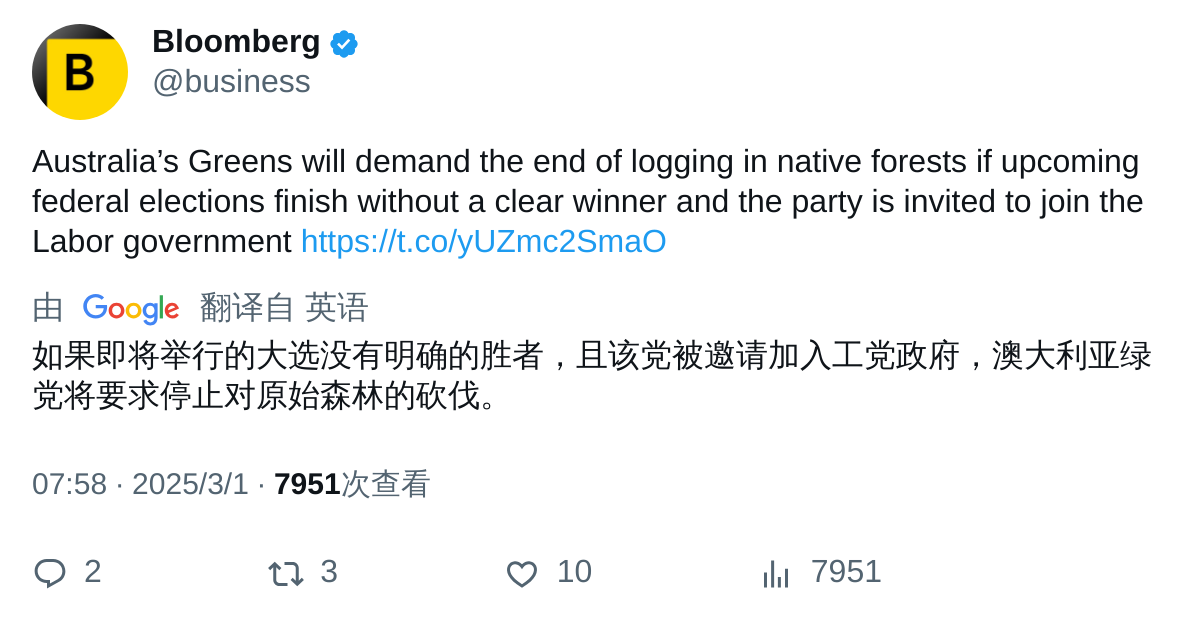 B
Bloomberg
@business
Australia’s Greens will demand the end of logging in native forests if upcoming
federal elections finish without a clear winner and the party is invited to join the
Labor government https://t.co/yUZmc2SmaO
由 Google 翻译自 英语
如果即将举行的大选没有明确的胜者，且该党被邀请加入工党政府，澳大利亚绿
党将要求停止对原始森林的砍伐。
07:58 · 2025/3/1 · 7951次查看
2 3 10 7951